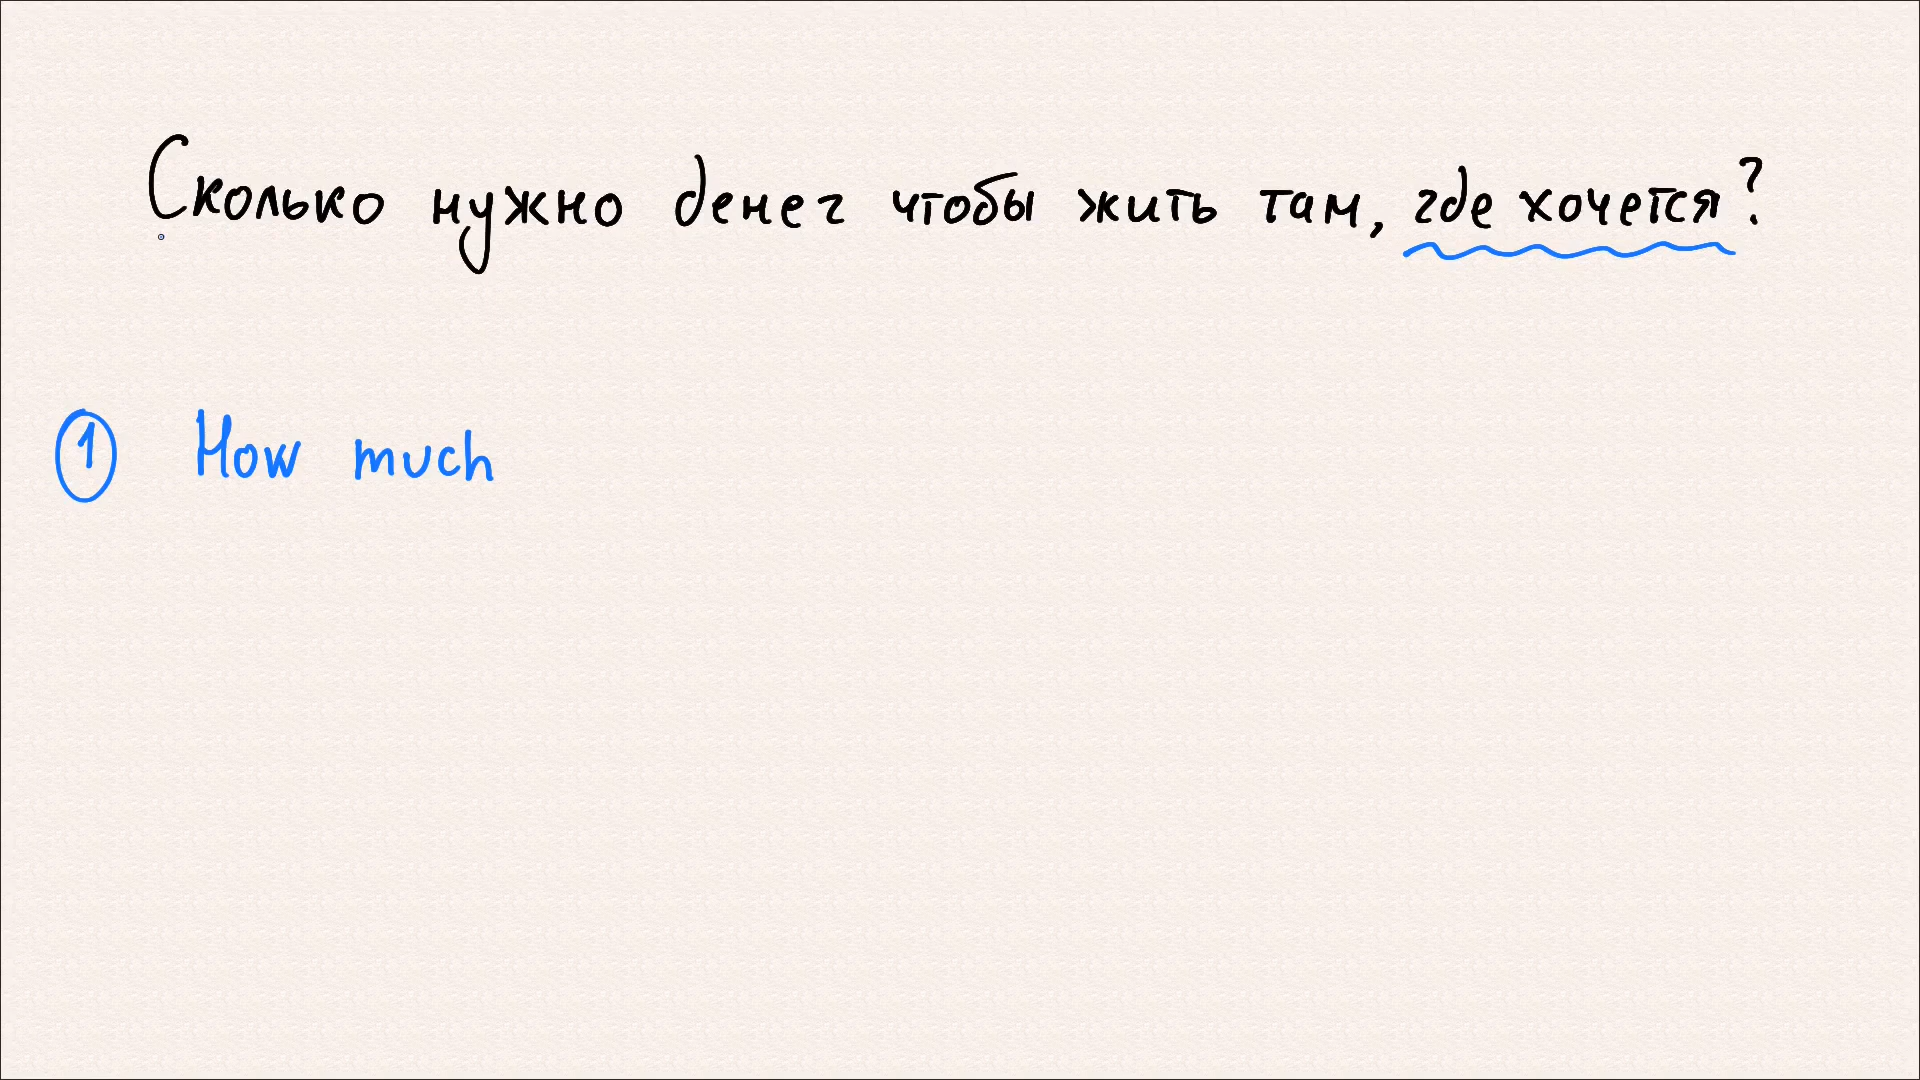 Сколько нужно денег чтобы жить там, где хочется?
1 How much